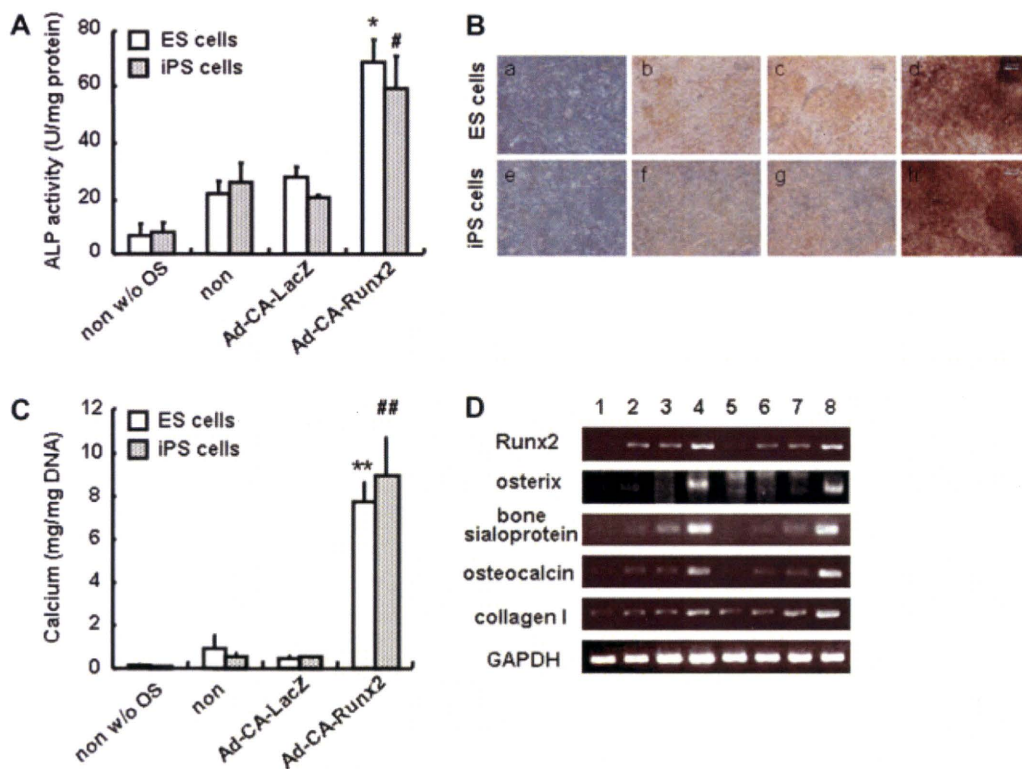 A
ALP activity (U/mg protein)
80
60
40
20
0
ES cells
iPS cells
*
#
non w/o OS
non
Ad-CA-LacZ
Ad-CA-Runx2
B
ES cells
iPS cells
a
b
c
d
e
f
g
h
C
Calcium (mg/mg DNA)
12
10
8
6
4
2
0
ES cells
iPS cells
**
##
non w/o OS
non
Ad-CA-LacZ
Ad-CA-Runx2
D
1 2 3 4 5 6 7 8
Runx2
osterix
bone
sialoprotein
osteocalcin
collagen I
GAPDH